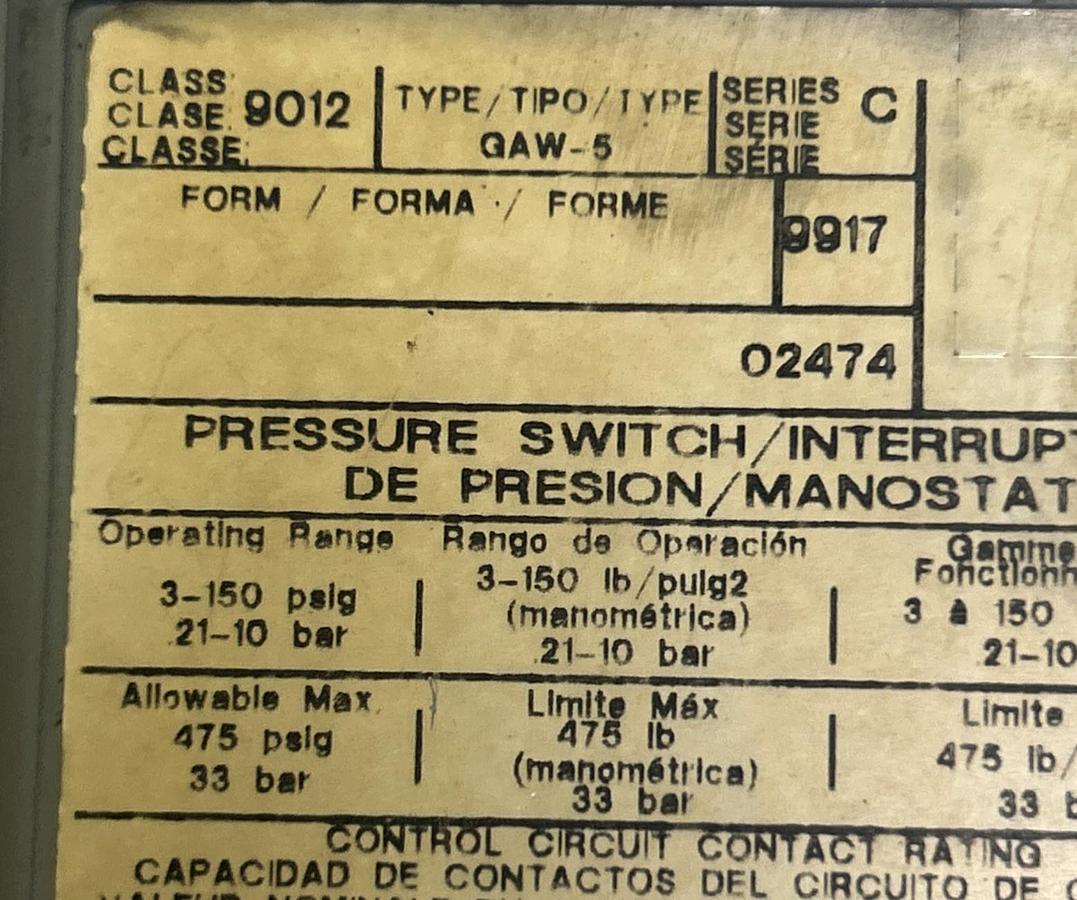 CLASS
CLASE 9012
CLASSE
TYPE/TIPO/TYPE
GAW-5
SERIES
SERIE C
SÉRIE
FORM / FORMA / FORME
9917
02474
PRESSURE SWITCH/INTERRUPT
DE PRESION/MANOSTAT
Operating Range
3-150 psig
.21-10 bar
Rango de Operación
3-150 lb/pulg2
(manométrica)
.21-10 bar
Gamme
Fonctionn
3 à 150
.21-10
Allowable Max.
475 psig
33 bar
Limite Máx
475 lb
(manométrica)
33 bar
Limite
475 lb/
33 b
CONTROL CIRCUIT CONTACT RATING
CAPACIDAD DE CONTACTOS DEL CIRCUITO DE C